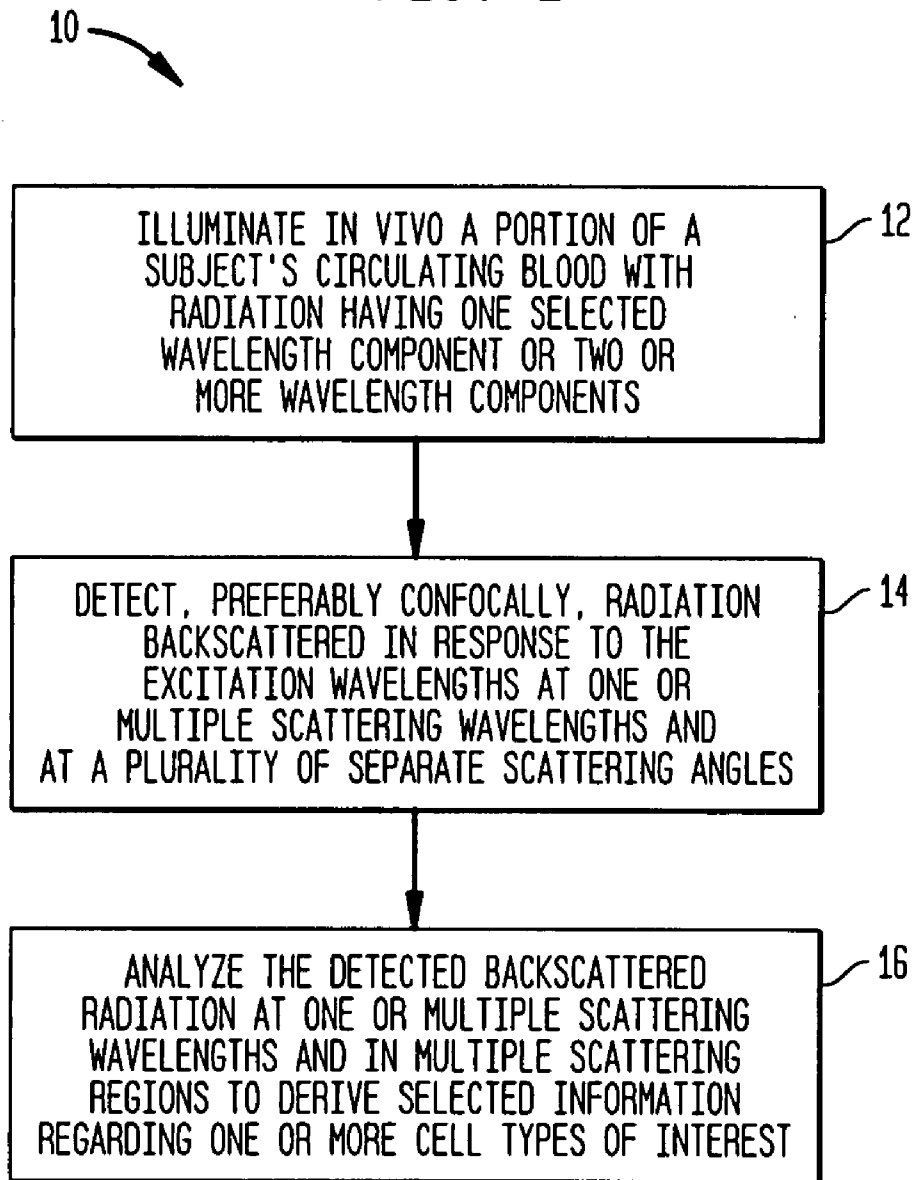 10
ILLUMINATE IN VIVO A PORTION OF A
SUBJECT'S CIRCULATING BLOOD WITH
RADIATION HAVING ONE SELECTED
WAVELENGTH COMPONENT OR TWO OR
MORE WAVELENGTH COMPONENTS
12
DETECT, PREFERABLY CONFOCALLY, RADIATION
BACKSCATTERED IN RESPONSE TO THE
EXCITATION WAVELENGTHS AT ONE OR
MULTIPLE SCATTERING WAVELENGTHS AND
AT A PLURALITY OF SEPARATE SCATTERING ANGLES
14
ANALYZE THE DETECTED BACKSCATTERED
RADIATION AT ONE OR MULTIPLE SCATTERING
WAVELENGTHS AND IN MULTIPLE SCATTERING
REGIONS TO DERIVE SELECTED INFORMATION
REGARDING ONE OR MORE CELL TYPES OF INTEREST
16